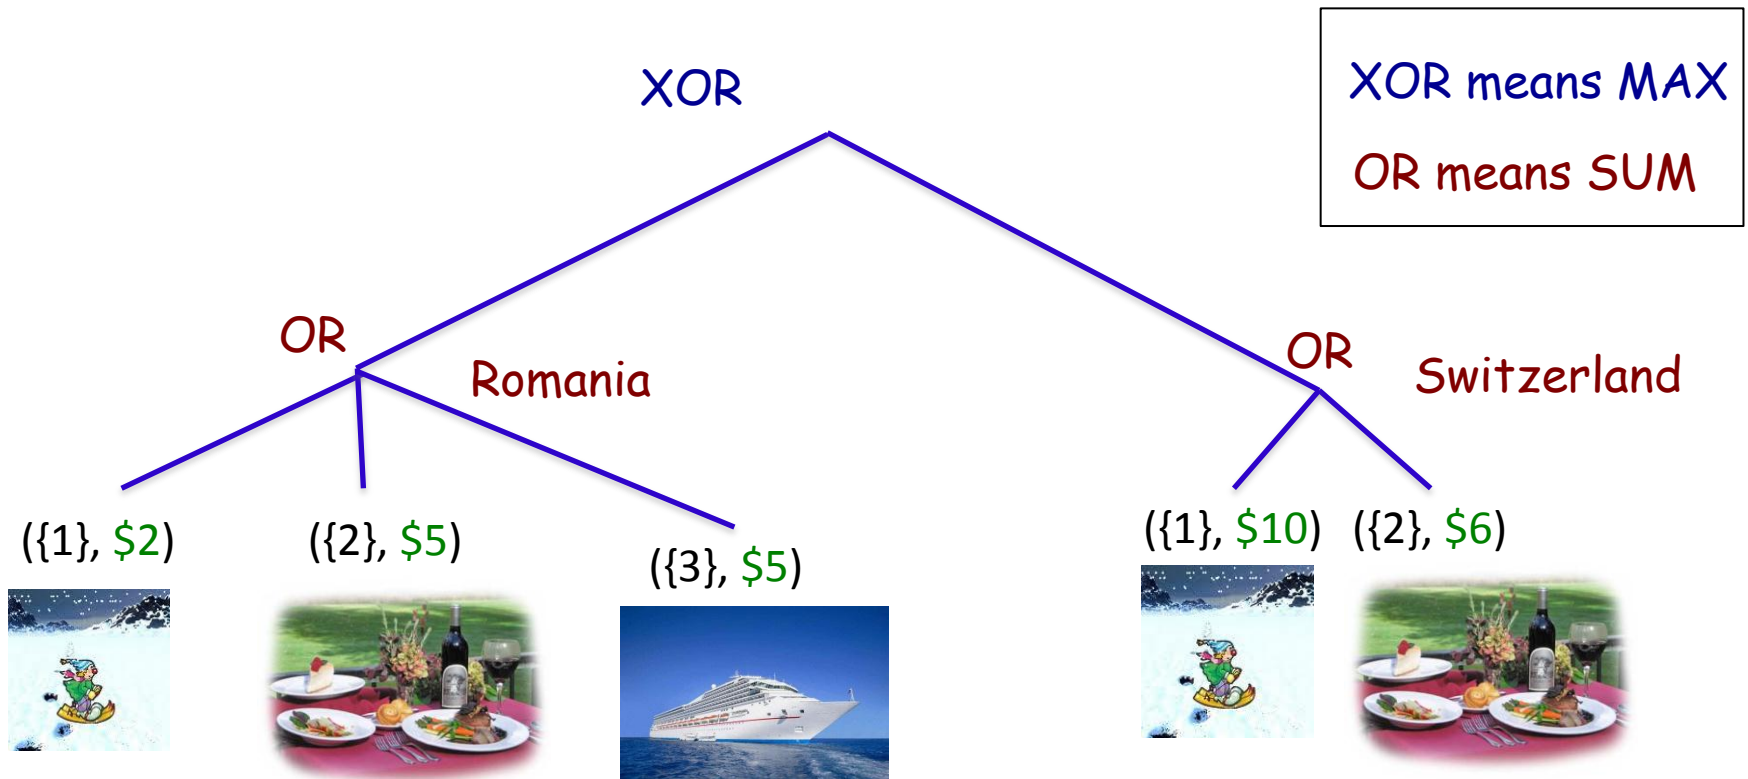 XOR
XOR means MAX
OR means SUM
OR
Romania
OR
Switzerland
({1}, $2)
({2}, $5)
({3}, $5)
({1}, $10)
({2}, $6)